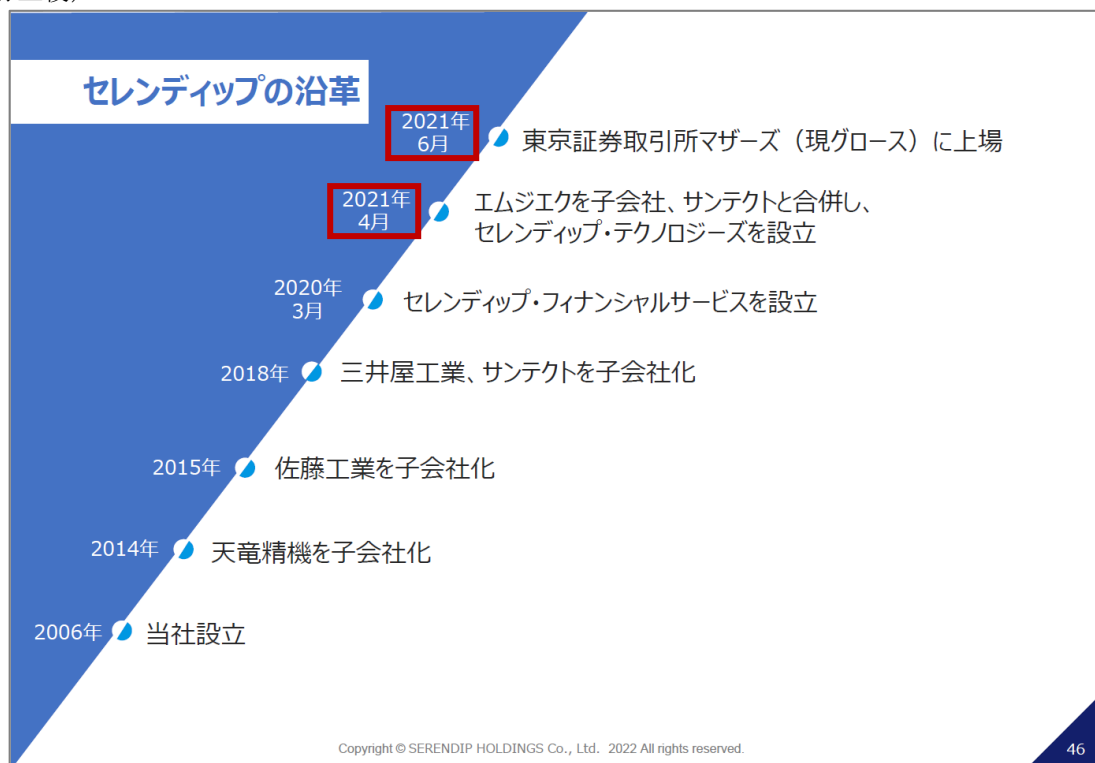 セレンディップの沿革
2021年
6月
東京証券取引所マザーズ（現グロース）に上場
2021年
4月
エムジエクを子会社、サンテクトと合併し、
セレンディップ・テクノロジーズを設立
2020年
3月
セレンディップ・フィナンシャルサービスを設立
2018年
三井屋工業、サンテクトを子会社化
2015年
佐藤工業を子会社化
2014年
天竜精機を子会社化
2006年
当社設立
Copyright © SERENDIP HOLDINGS Co., Ltd. 2022 All rights reserved.
46